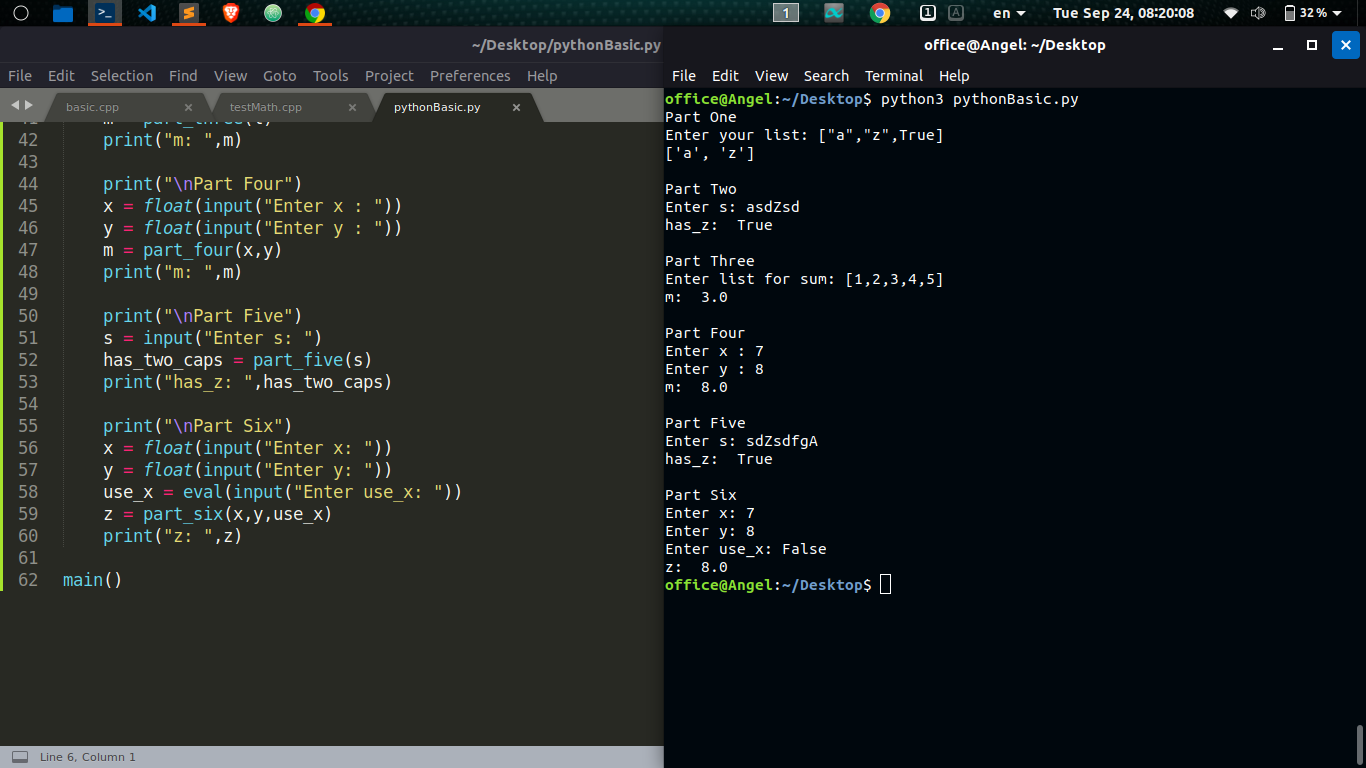 1
1
A
en
Tue Sep 24, 08:20:08
32 %
~/Desktop/pythonBasic.py
File Edit Selection Find View Goto Tools Project Preferences Help
basic.cpp × testMath.cpp × pythonBasic.py ×
42 print("m: ",m)
43
44 print("\nPart Four")
45 x = float(input("Enter x : "))
46 y = float(input("Enter y : "))
47 m = part_four(x,y)
48 print("m: ",m)
49
50 print("\nPart Five")
51 s = input("Enter s: ")
52 has_two_caps = part_five(s)
53 print("has_z: ",has_two_caps)
54
55 print("\nPart Six")
56 x = float(input("Enter x: "))
57 y = float(input("Enter y: "))
58 use_x = eval(input("Enter use_x: "))
59 z = part_six(x,y,use_x)
60 print("z: ",z)
61
62 main()
Line 6, Column 1
office@Angel: ~/Desktop
File Edit View Search Terminal Help
office@Angel:~/Desktop$ python3 pythonBasic.py
Part One
Enter your list: ["a","z",True]
['a', 'z']
Part Two
Enter s: asdZsd
has_z:  True
Part Three
Enter list for sum: [1,2,3,4,5]
m:  3.0
Part Four
Enter x : 7
Enter y : 8
m:  8.0
Part Five
Enter s: sdZsdfgA
has_z:  True
Part Six
Enter x: 7
Enter y: 8
Enter use_x: False
z:  8.0
office@Angel:~/Desktop$